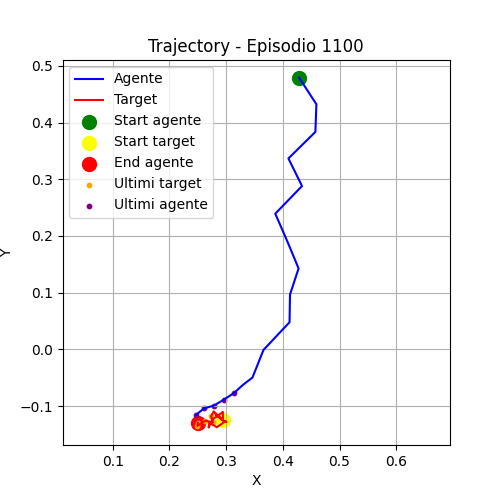 Trajectory - Episodio 1100
Agente
Target
Start agente
Start target
End agente
Ultimi target
Ultimi agente
Y
0.5
0.4
0.3
0.2
0.1
0.0
−0.1
0.1 0.2 0.3 0.4 0.5 0.6
X